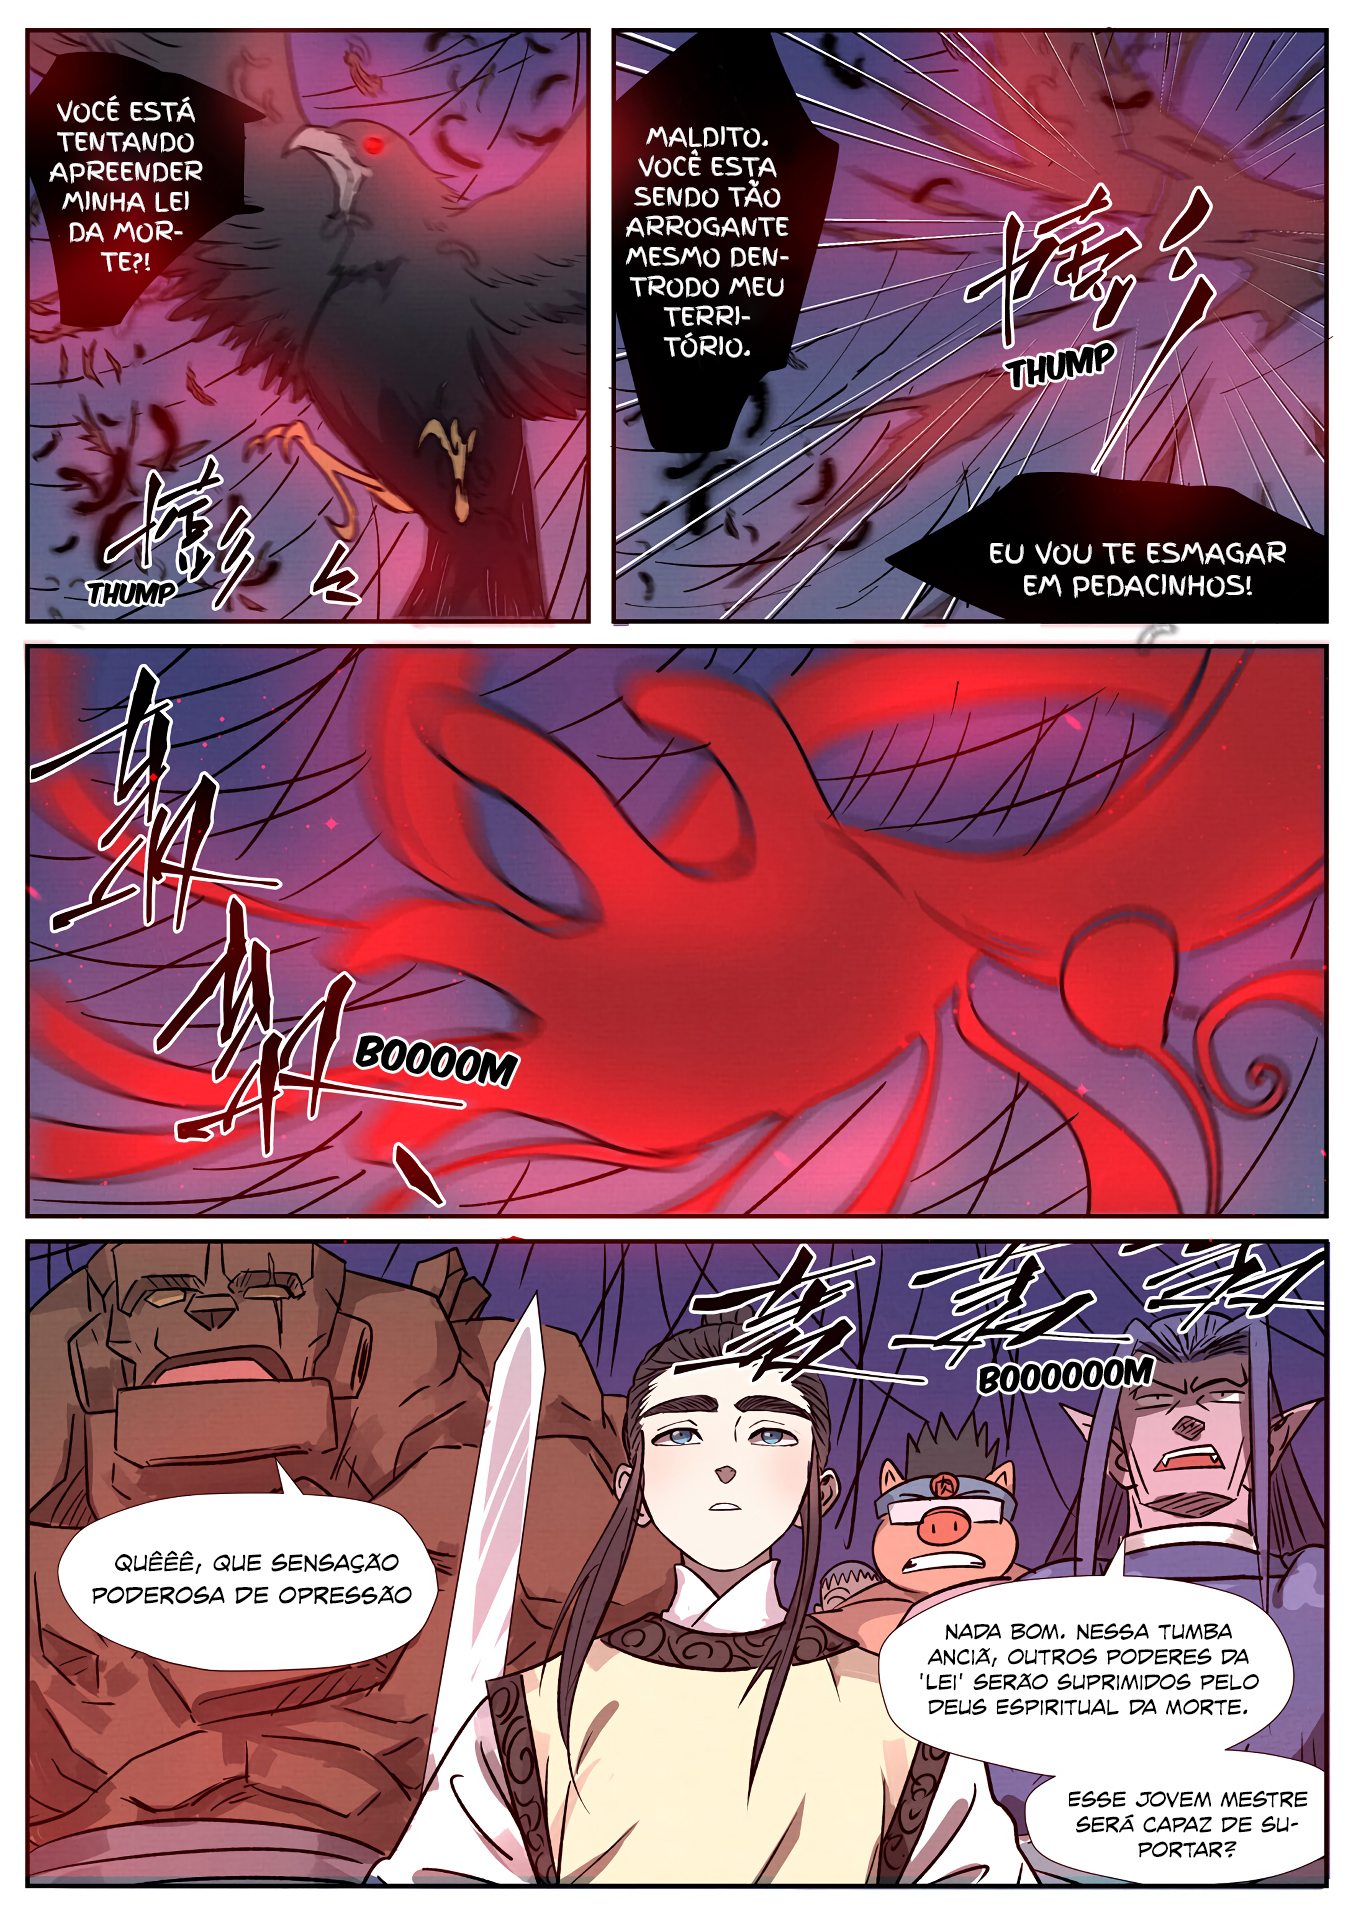 VOCÉ ESTÁ
TENTANDO
APREENDER
MINHA LEI
DA MOR-
TE?!
THUMP
MALDITO.
VOCÊ ESTA
SENDO TÃO
ARROGANTE
MESMO DEN-
TRODO MEU
TERRI-
TÓRIO.
THUMP
EU VOU TE ESMAGAR
EM PEDACINHOS!
BOOOOM
BOOOOOOM
QUÊÊÊ, QUE SENSAÇÃO
PODEROSA DE OPRESSÃO
NADA BOM. NESSA TUMBA
ANCIÃ, OUTROS PODERES DA
'LEI' SERÃO SUPRIMIDOS PELO
DEUS ESPIRITUAL DA MORTE.
ESSE JOVEM MESTRE
SERÁ CAPAZ DE SU-
PORTAR?